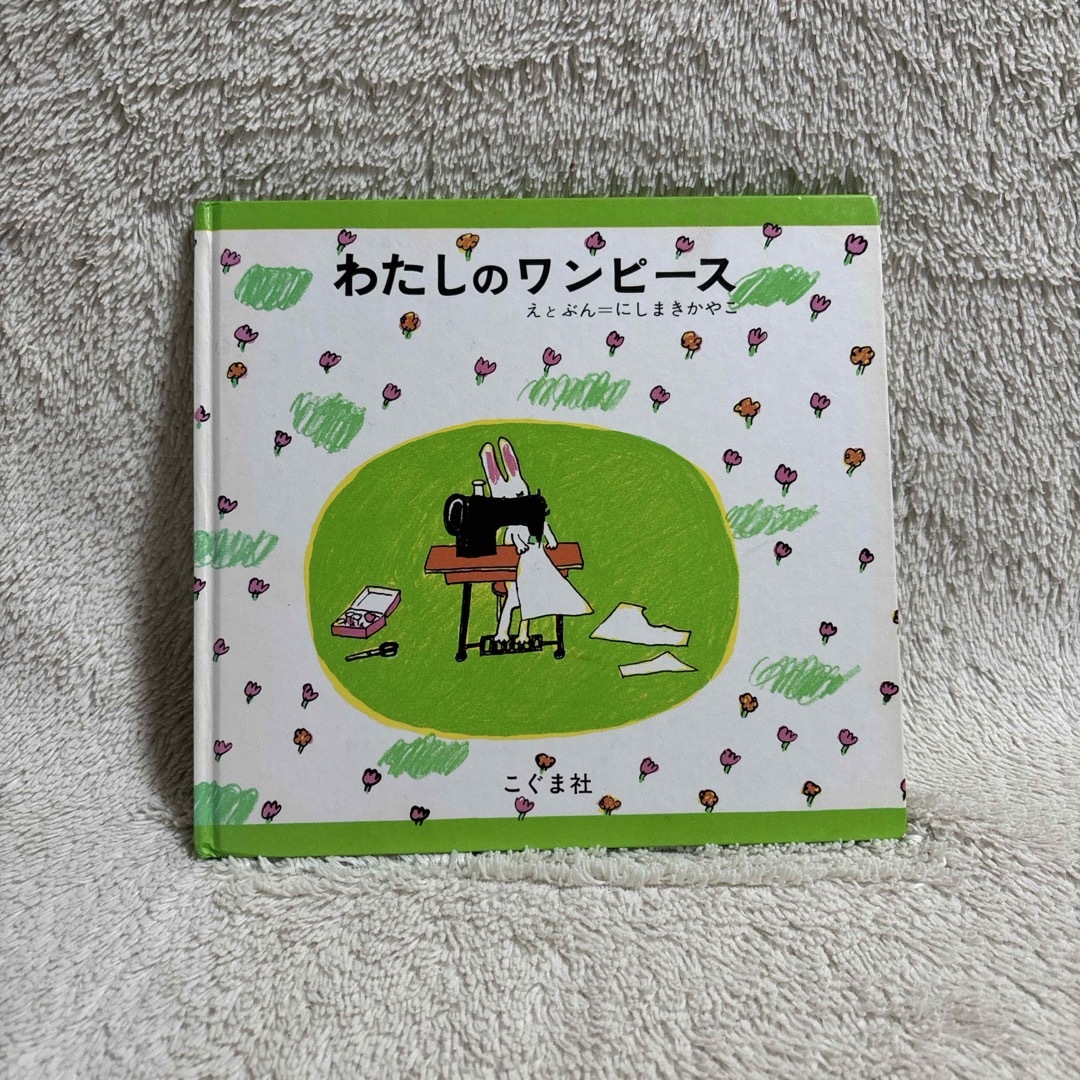 わたしのワンピース
えとぶん＝にしまきかやこ
こぐま社